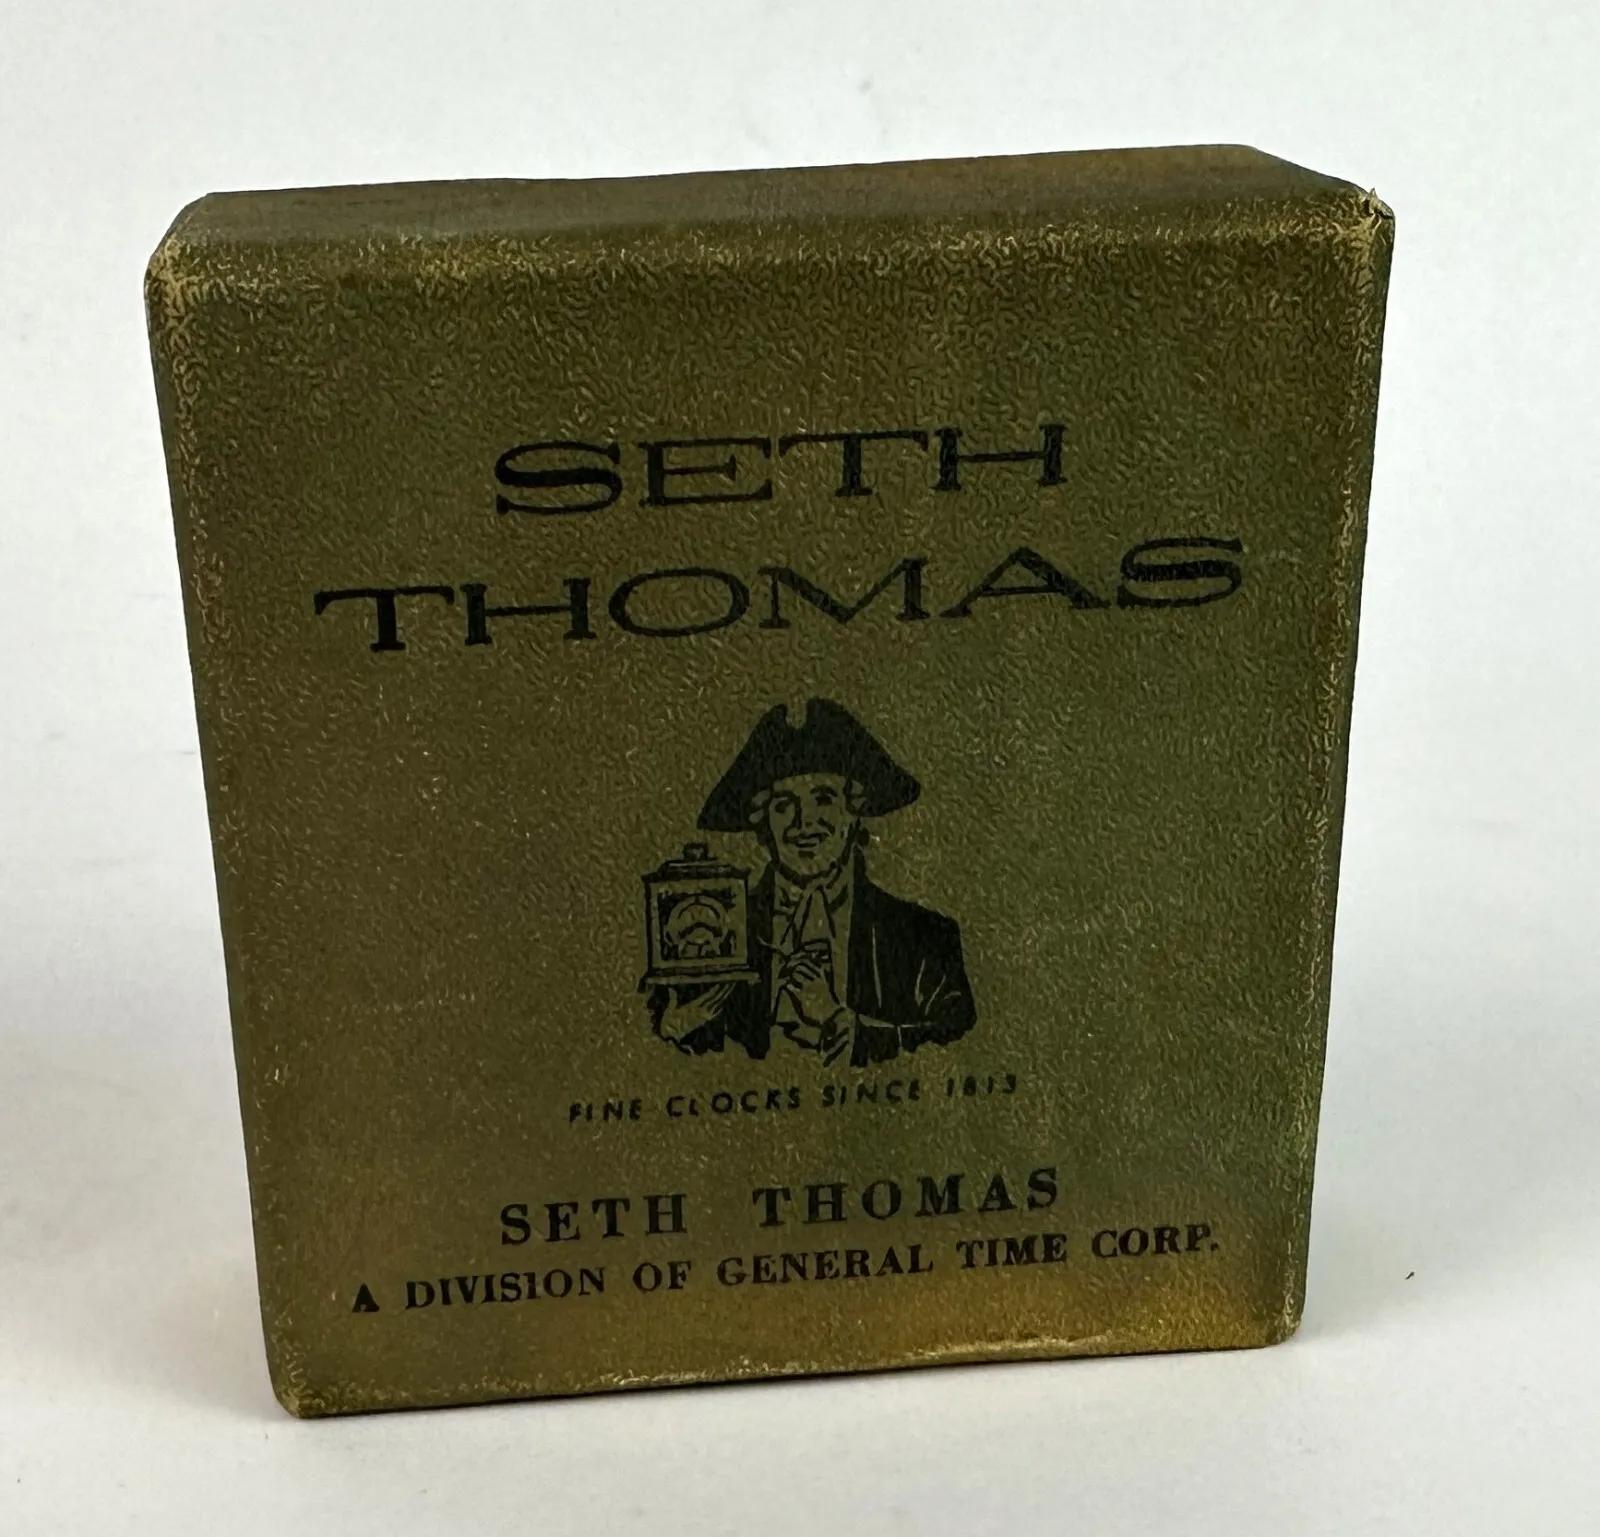 SETH
THOMAS
FINE CLOCKS SINCE 1813
SETH THOMAS
A DIVISION OF GENERAL TIME CORP.